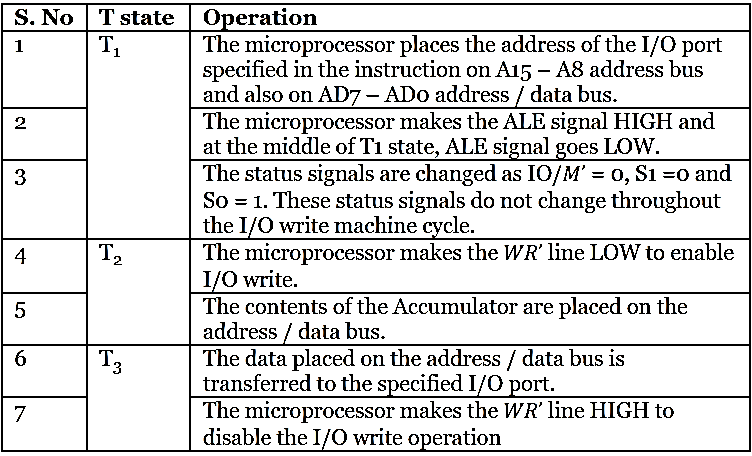 S. No T state Operation
1 T₁ The microprocessor places the address of the I/O port
specified in the instruction on A15 – A8 address bus
and also on AD7 – AD0 address / data bus.
2 The microprocessor makes the ALE signal HIGH and
at the middle of T1 state, ALE signal goes LOW.
3 The status signals are changed as IO/M' = 0, S1 =0 and
S0 = 1. These status signals do not change throughout
the I/O write machine cycle.
4 T₂ The microprocessor makes the WR' line LOW to enable
I/O write.
5 The contents of the Accumulator are placed on the
address / data bus.
6 T₃ The data placed on the address / data bus is
transferred to the specified I/O port.
7 The microprocessor makes the WR' line HIGH to
disable the I/O write operation